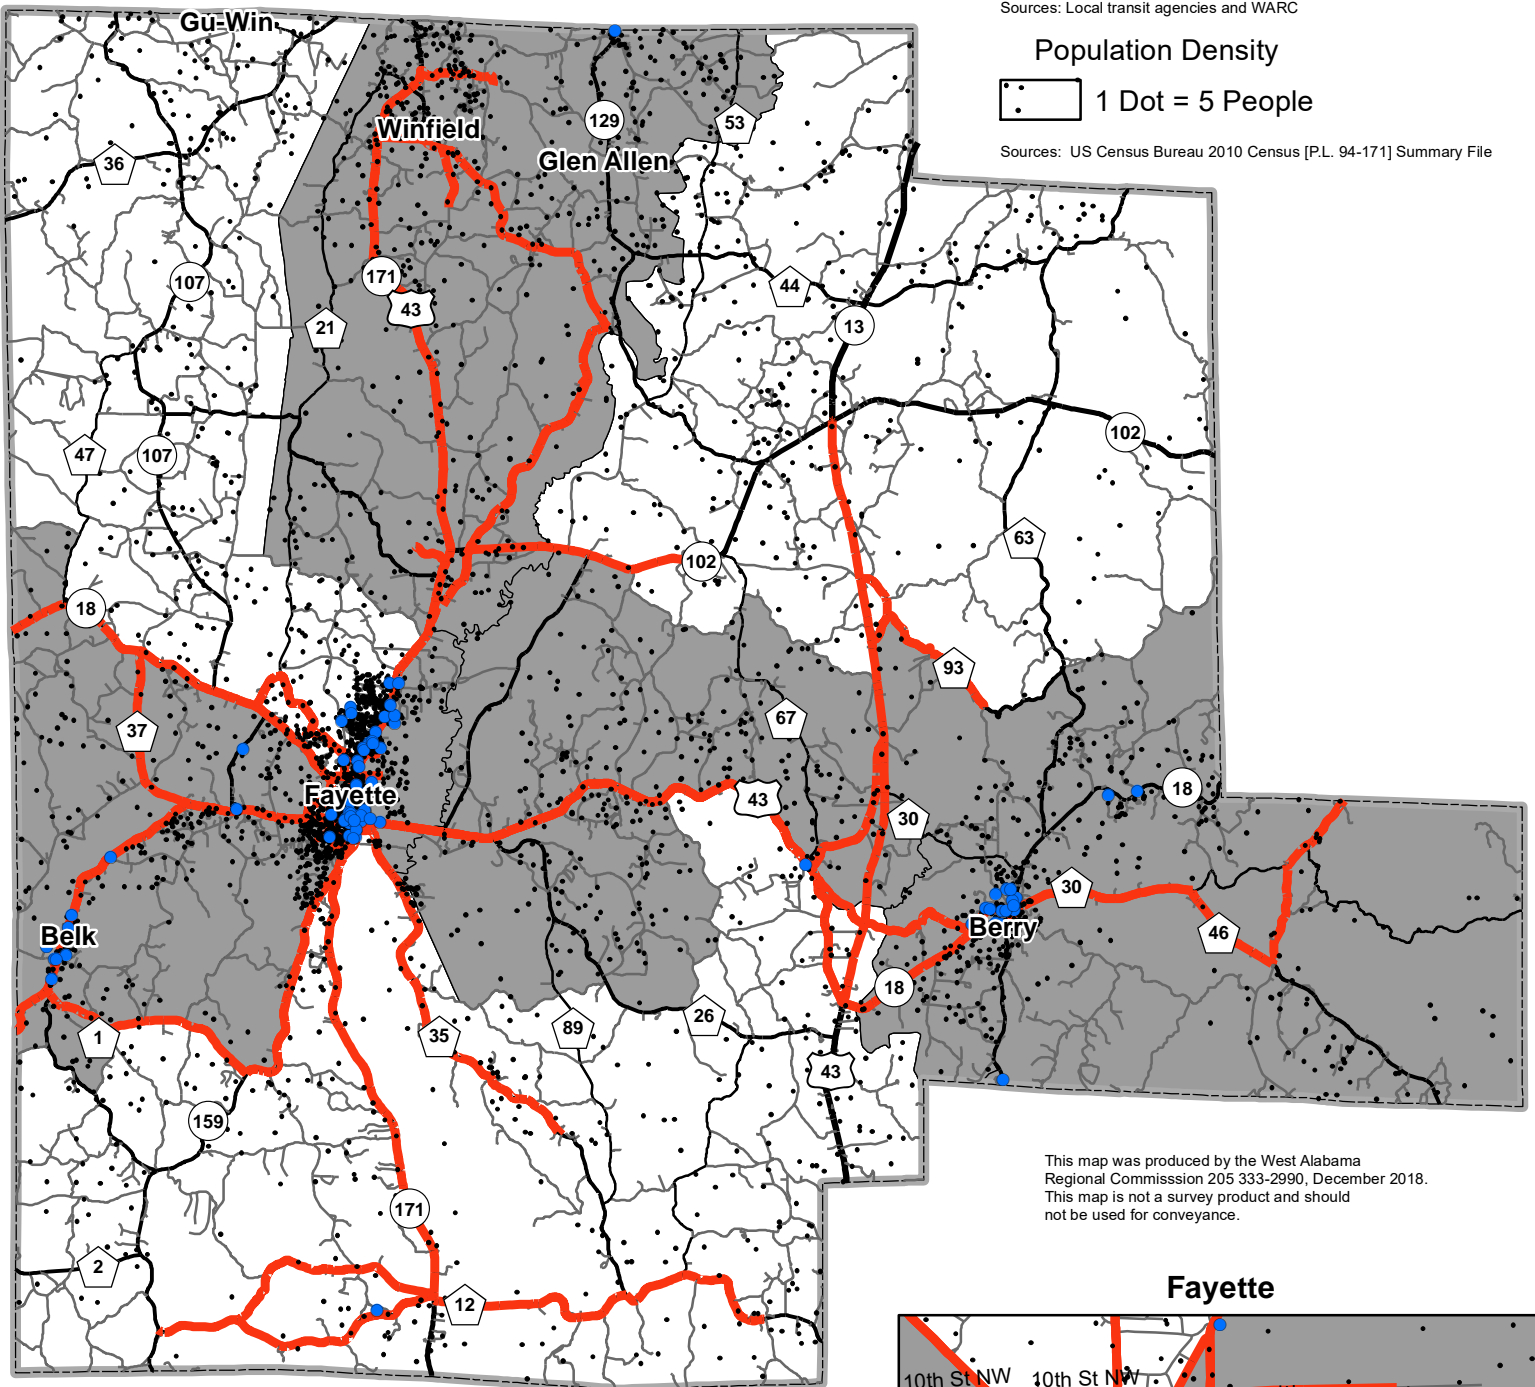 Sources: Local transit agencies and WARC
Gu-Win
Population Density
1 Dot = 5 People
Sources: US Census Bureau 2010 Census [P.L. 94-171] Summary File
129
53
Winfield
Glen Allen
36
107
171
43
44
21
13
102
47
107
63
102
18
93
37
67
43
18
Fayette
30
30
Belk
Berry
46
18
1
35
89
26
43
159
This map was produced by the West Alabama
Regional Commisssion 205 333-2990, December 2018.
This map is not a survey product and should
not be used for conveyance.
171
2
12
Fayette
10th St NW
10th St NW